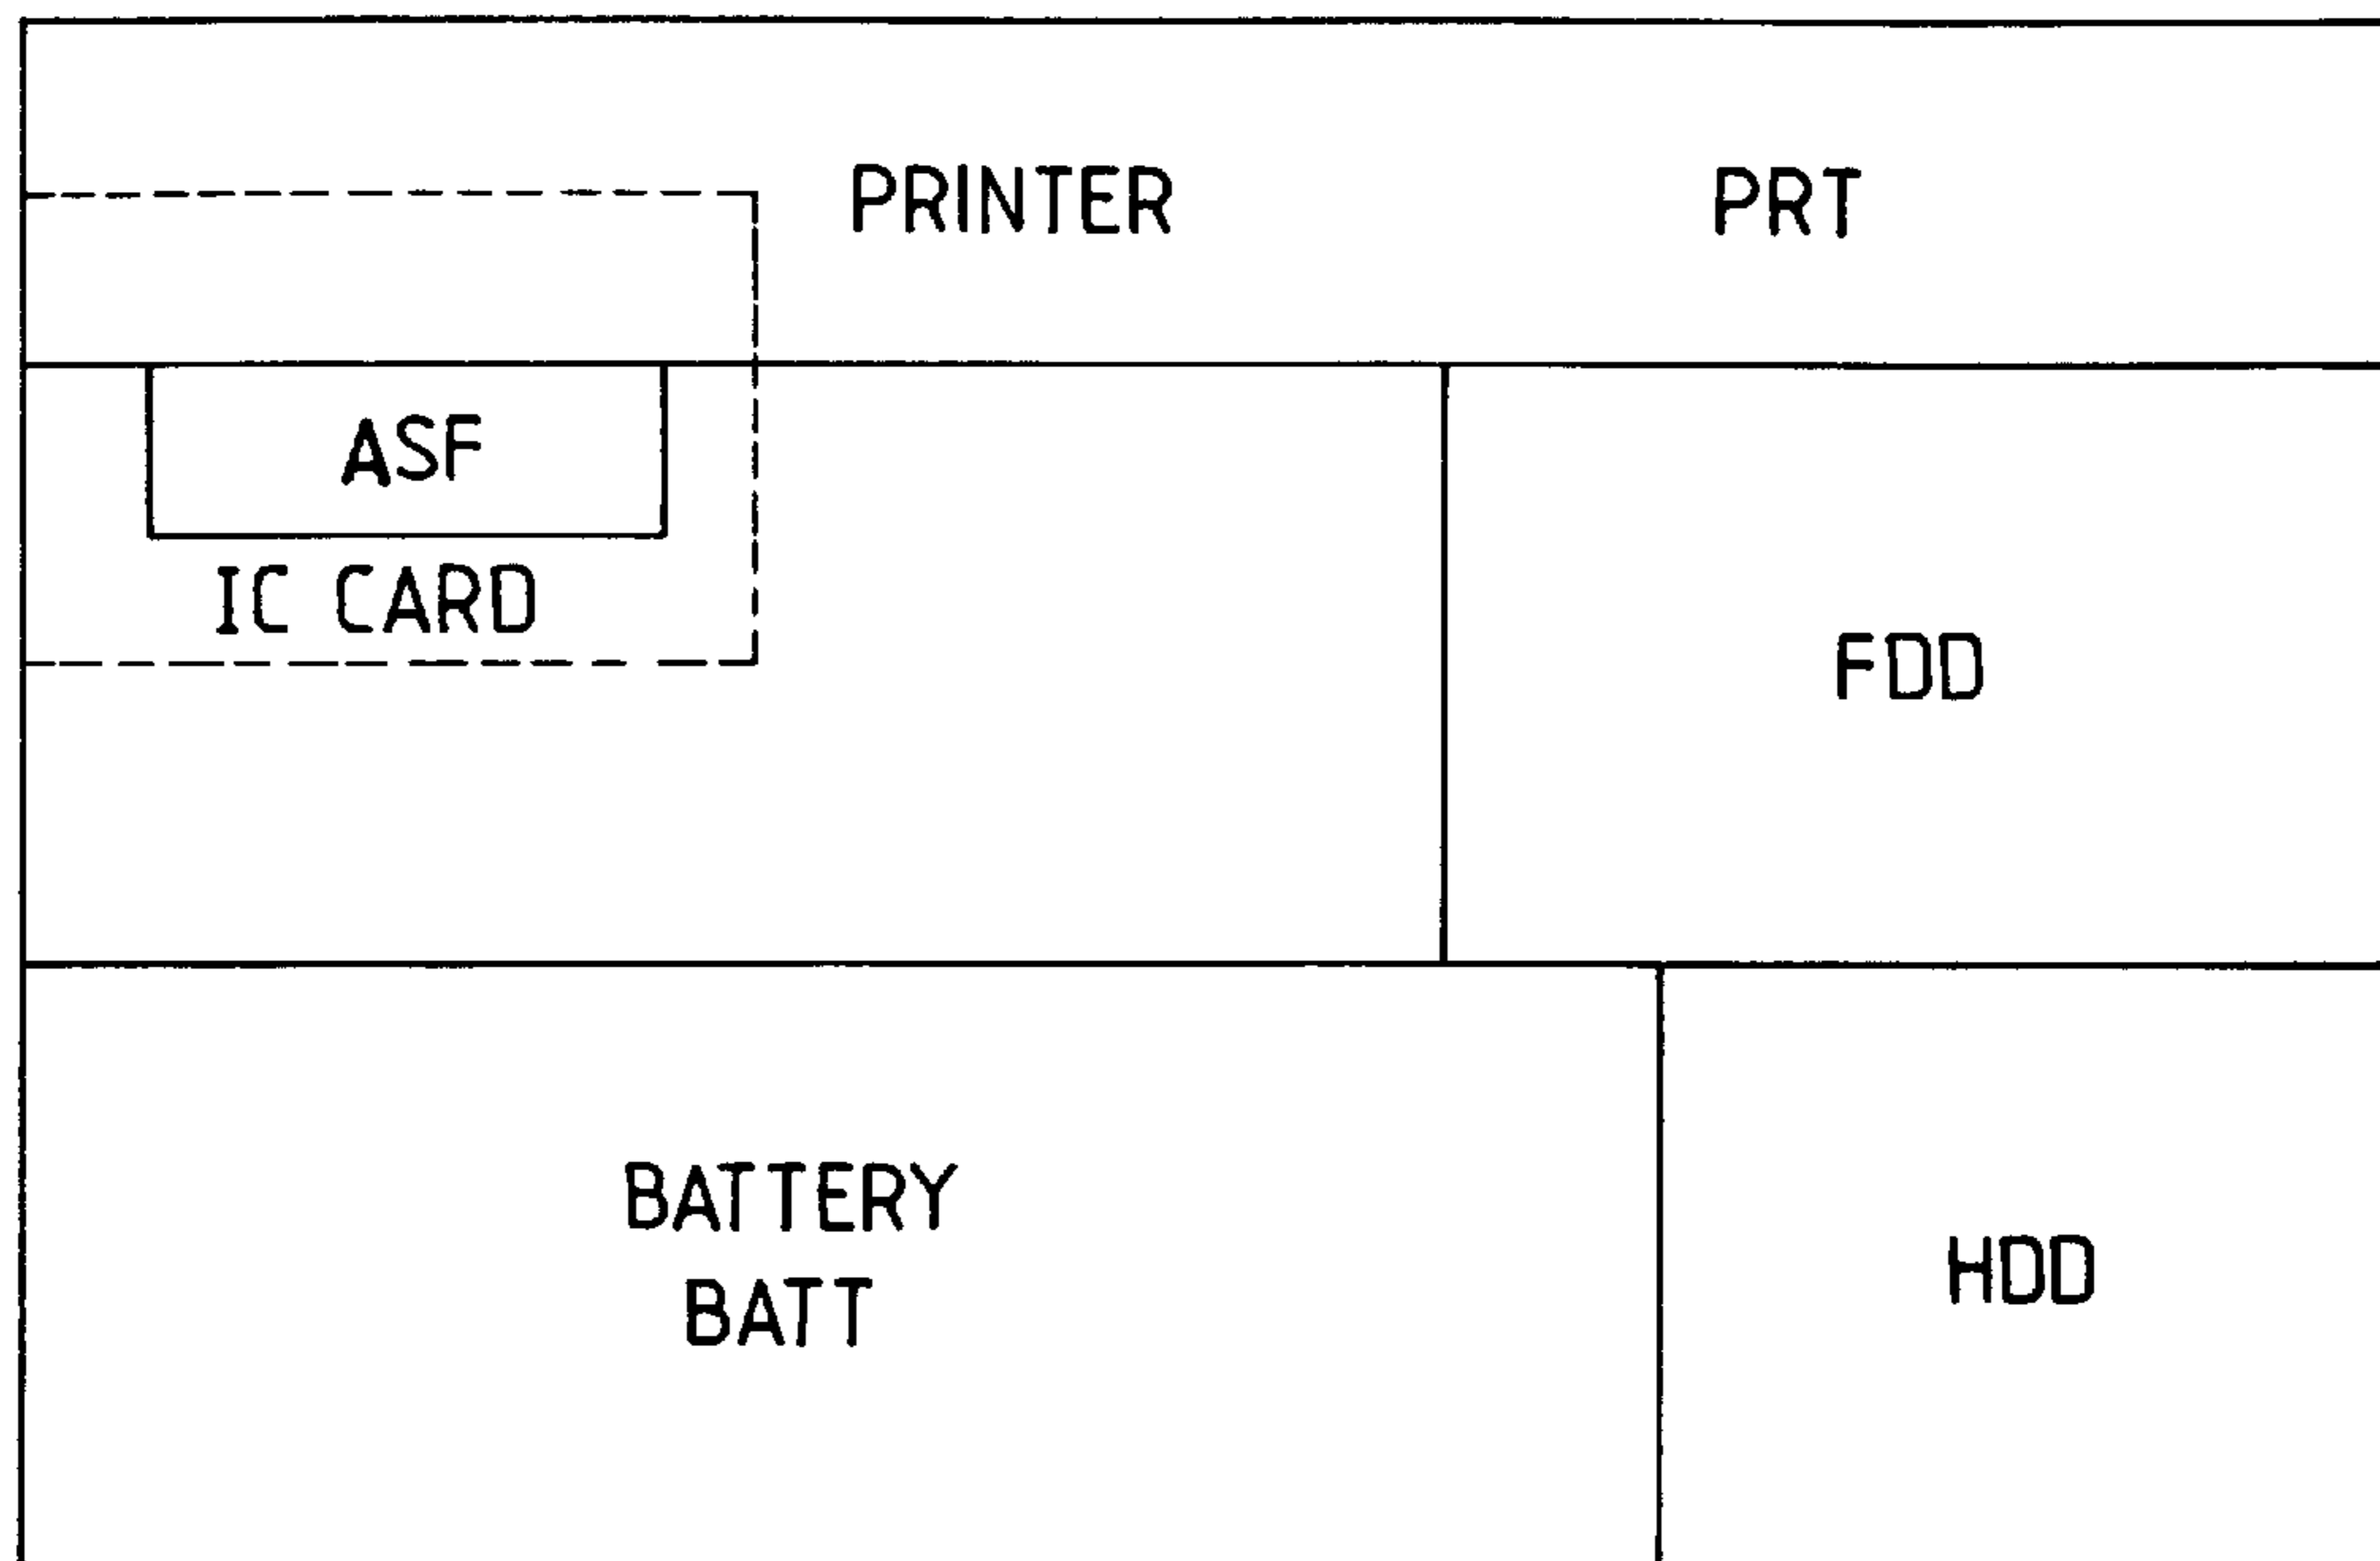 PRINTER PRT
ASF
IC CARD
FDD
BATTERY
BATT
HDD